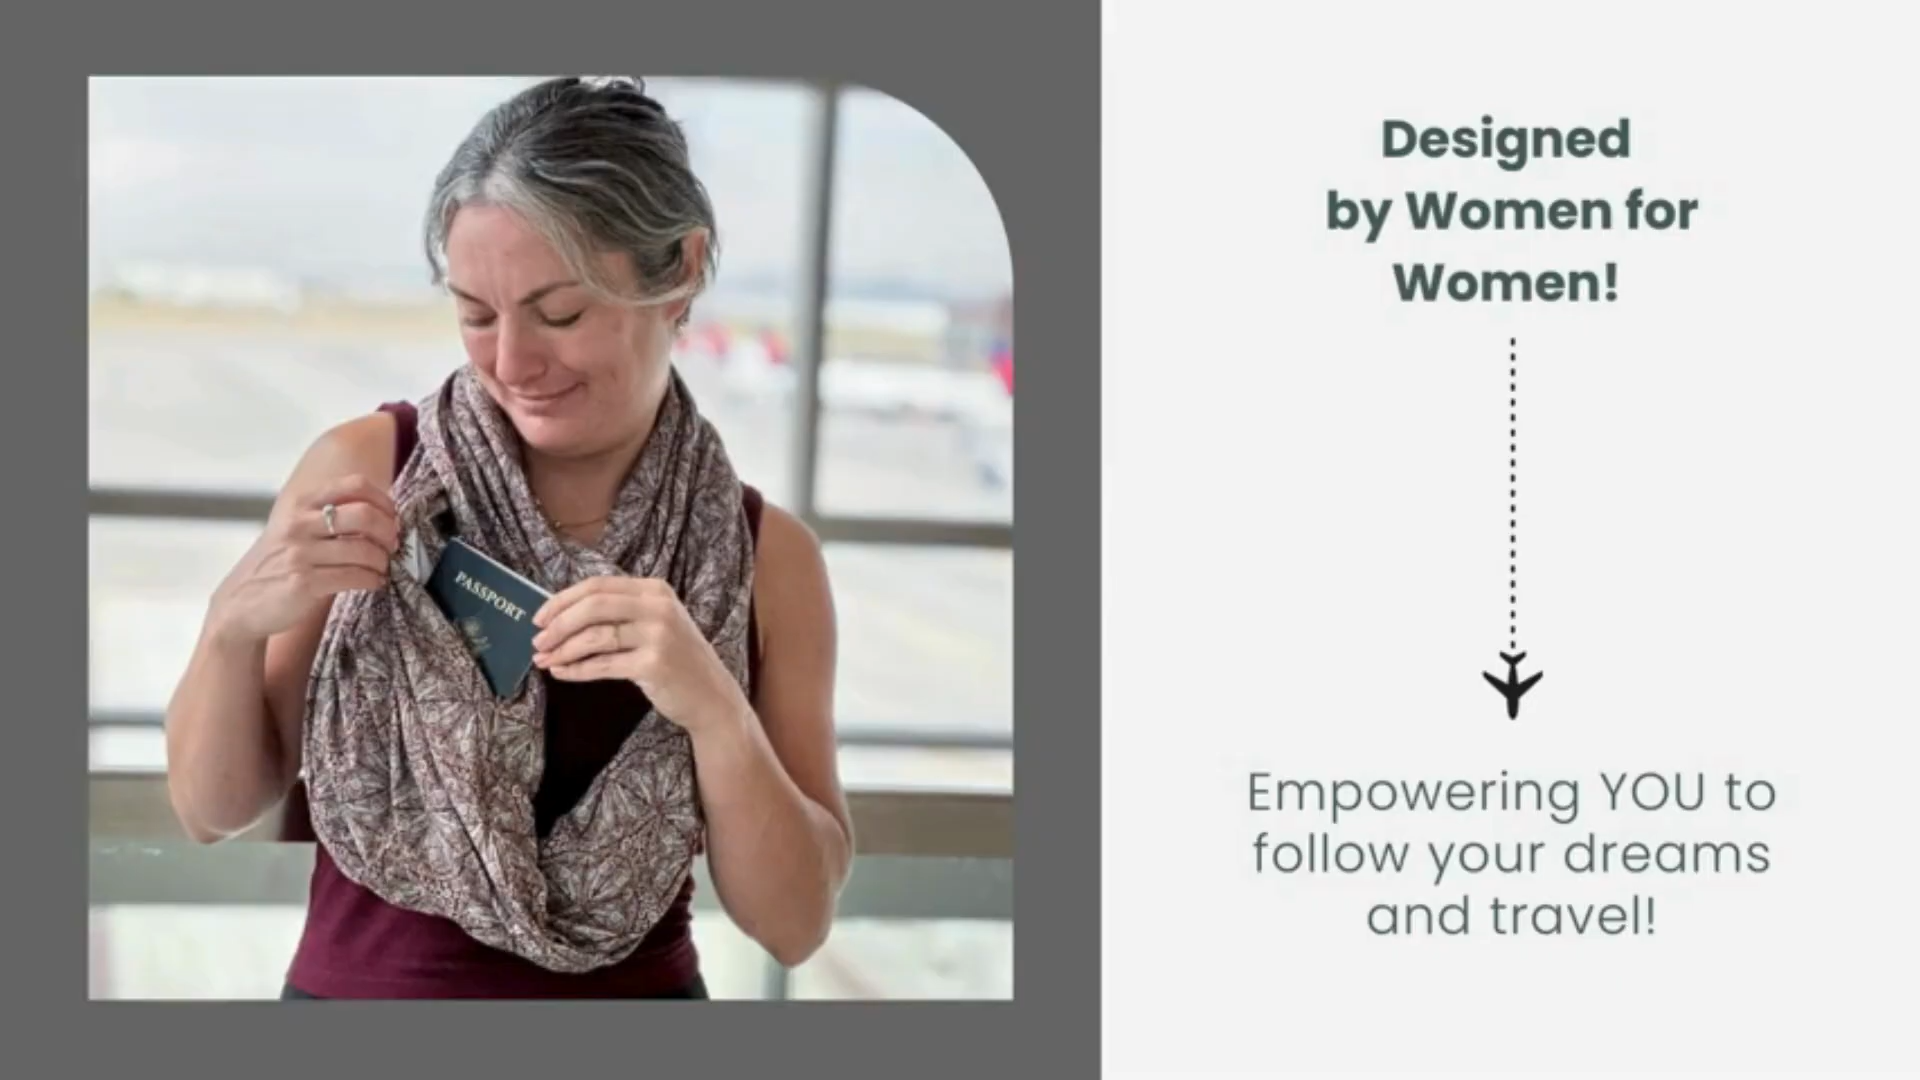 PASSPORT
Designed
by Women for
Women!
Empowering YOU to
follow your dreams
and travel!